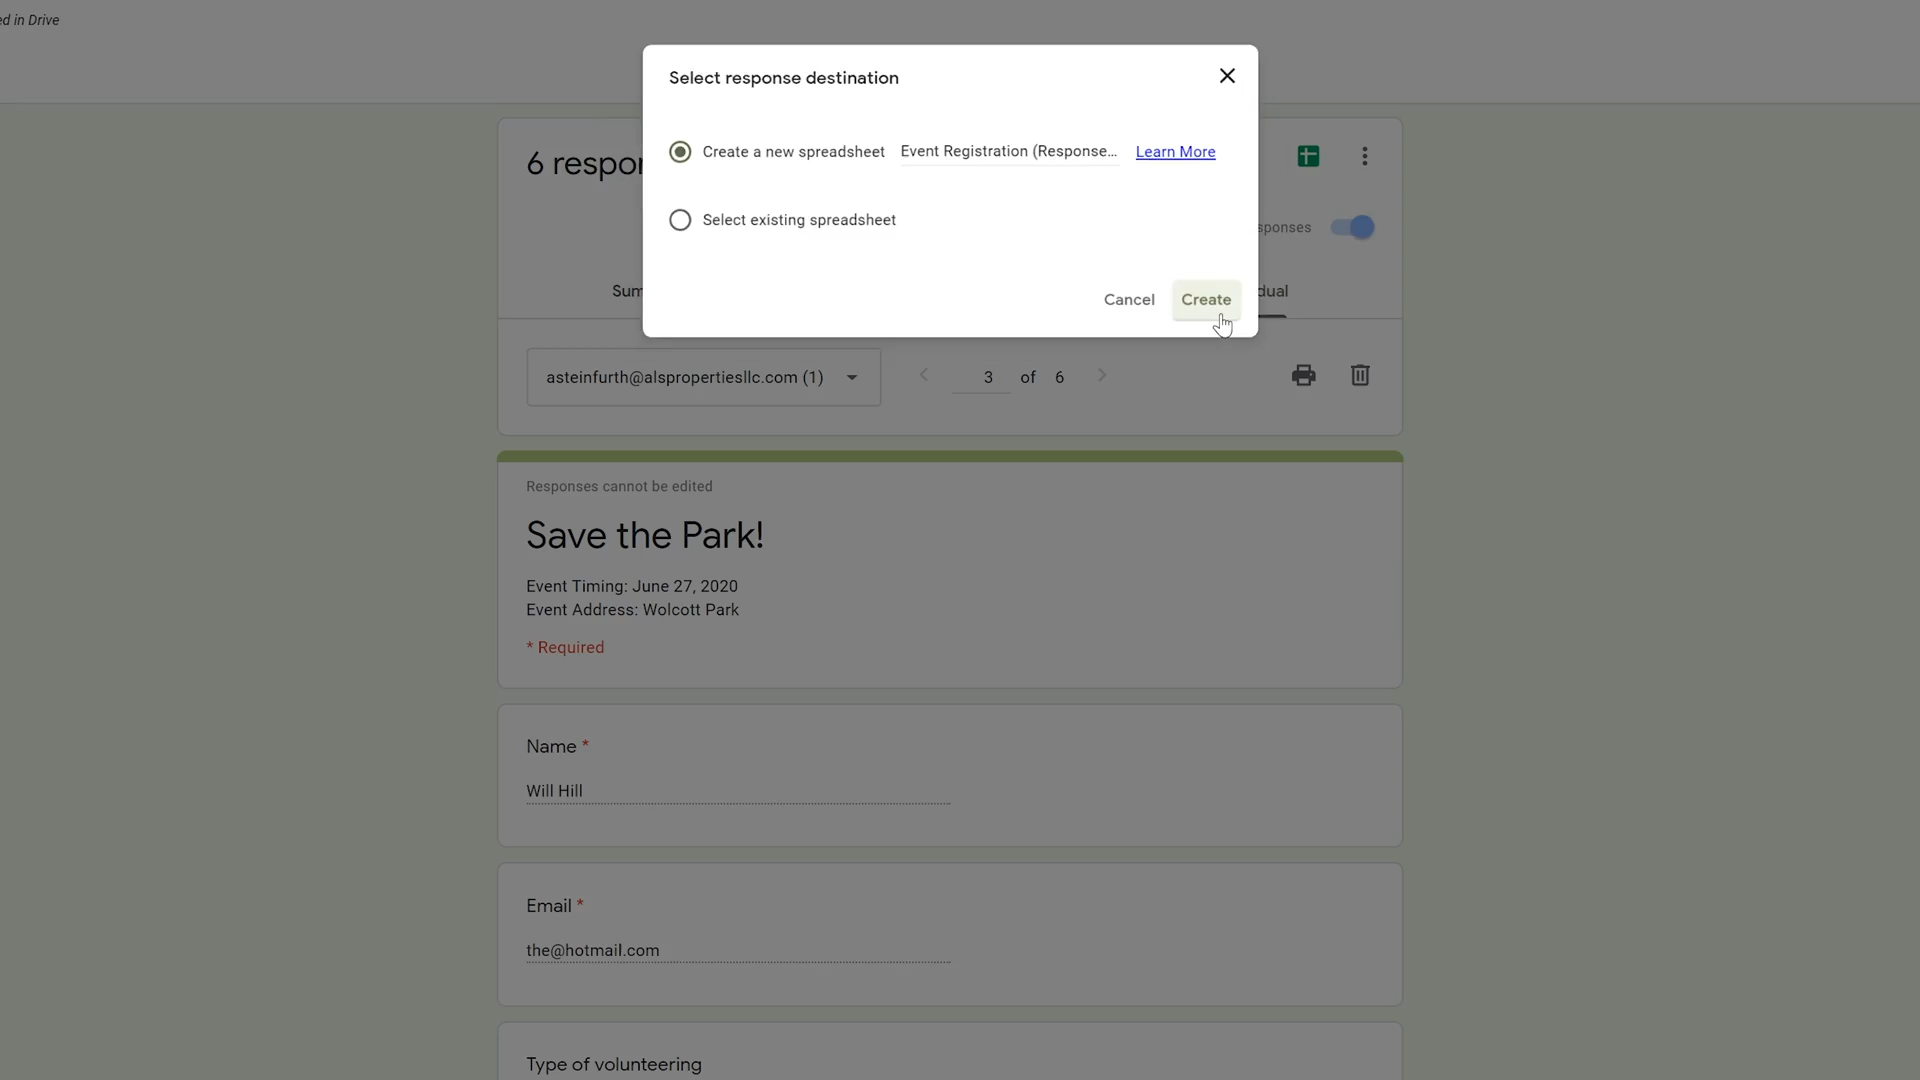 ed in Drive
Select response destination
Create a new spreadsheet Event Registration (Response... Learn More
6 respon
Select existing spreadsheet
sponses
Sum
dual
Cancel Create
asteinfurth@alspropertiesllc.com (1) 3 of 6
Responses cannot be edited
Save the Park!
Event Timing: June 27, 2020
Event Address: Wolcott Park
* Required
Name *
Will Hill
Email *
the@hotmail.com
Type of volunteering